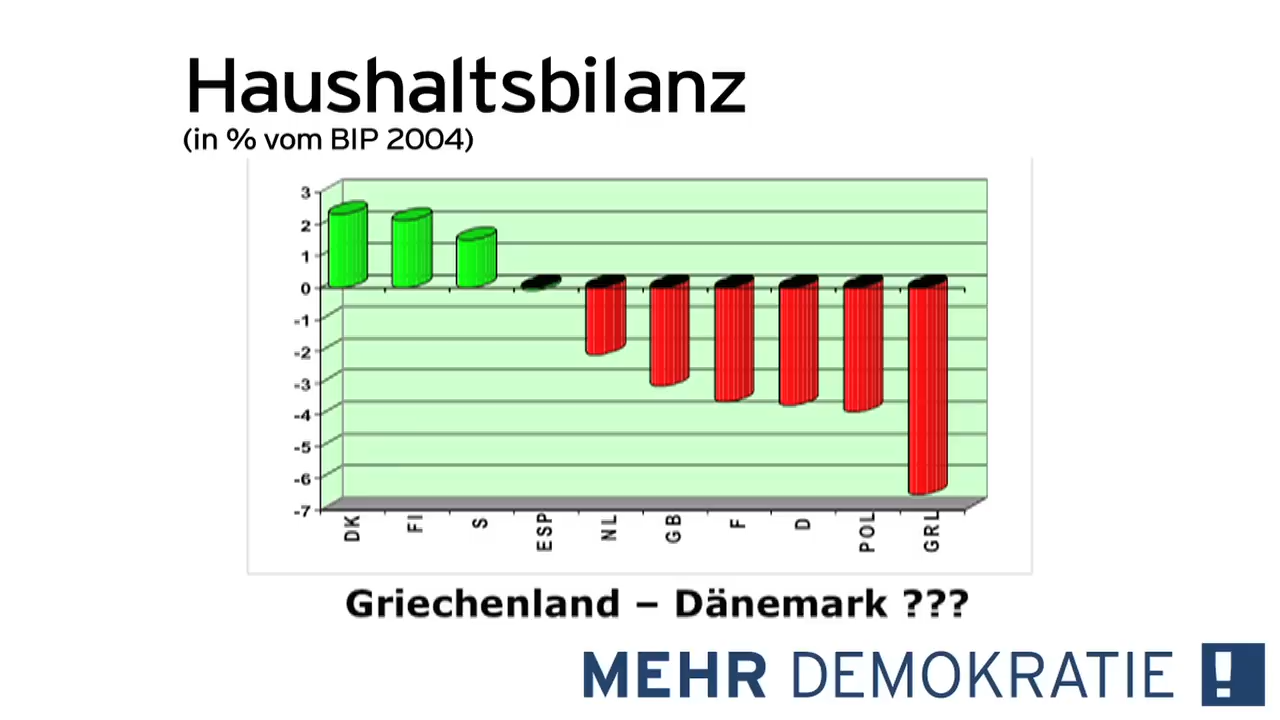 Haushaltsbilanz
(in % vom BIP 2004)
3
2
1
0
-1
-2
-3
-4
-5
-6
-7
DK FI S ESP NL GB F D POL GRL
Griechenland – Dänemark ???
MEHR DEMOKRATIE !